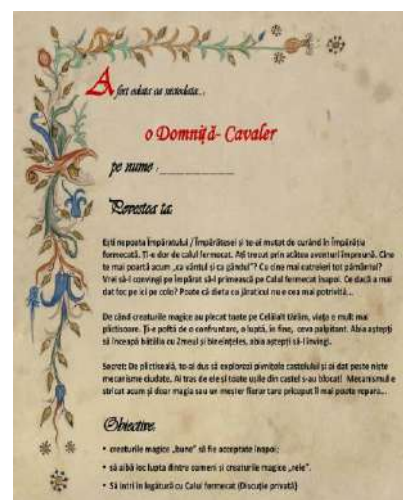 A fost odata ca niciodata...
o Domniță- Cavaler
pe nume :____________
Povestea ta:
Ești nepoata Împăratului / Împărătesei și te-ai mutat de curând în Împărăția
fermecată. Ți-e dor de calul fermecat. Ați trecut prin atâtea aventuri împreună. Cine
te mai poartă acum „ca vântul și ca gândul”? Cu cine mai cutreieri tot pământul?
Vrei să-l convingi pe împărat să-l primească pe Calul fermecat înapoi. Ce dacă a mai
dat foc pe ici pe colo? Poate că dieta cu jăraticul nu e cea mai potrivită...
De când creaturile magice au plecat toate pe Celălalt tărâm, viața e mult mai
plictisoare. Ți-e poftă de o confruntare, o luptă, în fine, ceva palpitant. Abia aștepți
să înceapă bătălia cu Zmeul și bineînțeles, abia aștepți să-l învingi.
Secret: De plictiseală, te-ai dus să explorezi pivnițele castelului și ai dat peste niște
mecanisme ciudate. Ai tras de ele și toate ușile din castel s-au blocat! Mecanismul e
stricat acum și doar magia sau un meșter fierar care priceput îl mai poate repara...
Obiective:
• creaturile magice „bune” să fie acceptate înapoi;
• să aibă loc lupta dintre oameni și creaturile magice „rele”.
• Să intri în legătură cu Calul fermecat (Discuție privată)